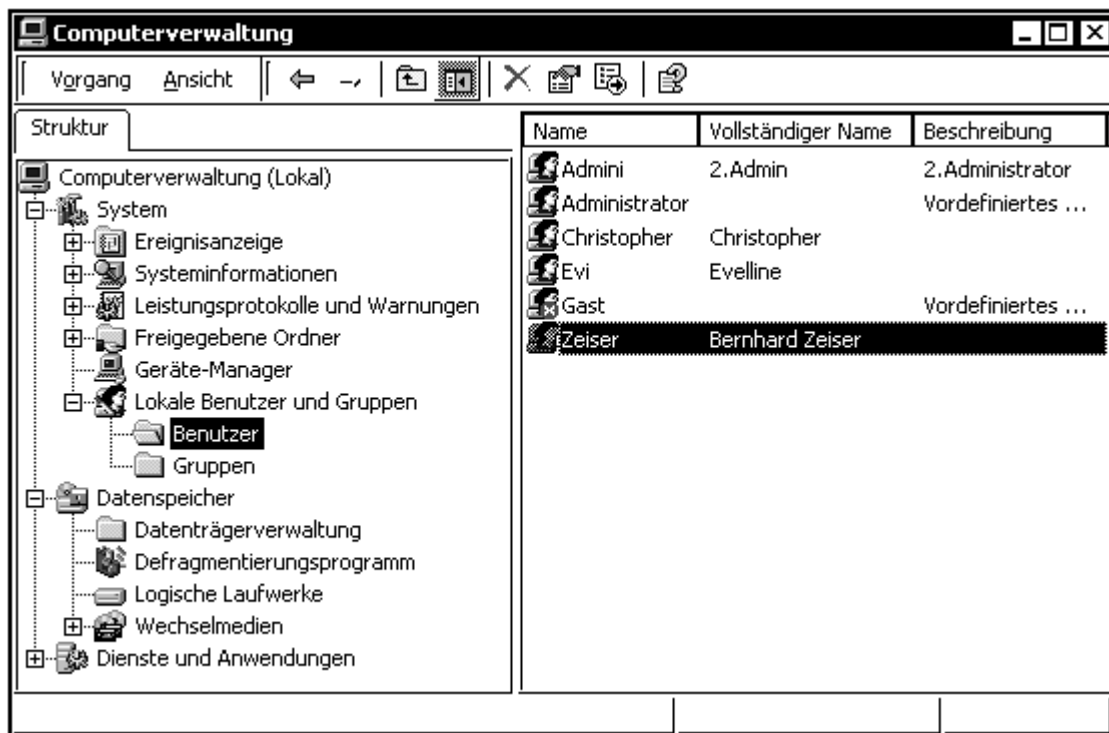 Computerverwaltung
Vorgang Ansicht
Struktur
Computerverwaltung (Lokal)
System
Ereignisanzeige
Systeminformationen
Leistungsprotokolle und Warnungen
Freigegebene Ordner
Geräte-Manager
Lokale Benutzer und Gruppen
Benutzer
Gruppen
Datenspeicher
Datenträgerverwaltung
Defragmentierungsprogramm
Logische Laufwerke
Wechselmedien
Dienste und Anwendungen
Name Vollständiger Name Beschreibung
Admini 2.Admin 2.Administrator
Administrator Vordefiniertes ...
Christopher Christopher
Evi Evelline
Gast Vordefiniertes ...
Zeiser Bernhard Zeiser